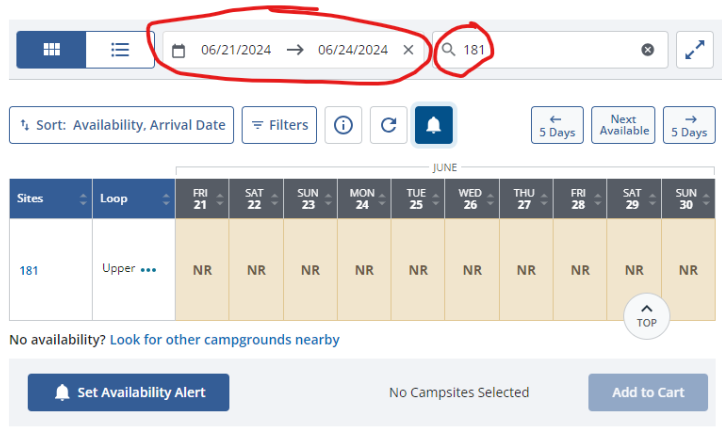 06/21/2024 → 06/24/2024 × 181
Sort: Availability, Arrival Date Filters ← 5 Days Next Available → 5 Days
JUNE
Sites Loop FRI 21 SAT 22 SUN 23 MON 24 TUE 25 WED 26 THU 27 FRI 28 SAT 29 SUN 30
181 Upper ••• NR NR NR NR NR NR NR NR NR NR
TOP
No availability? Look for other campgrounds nearby
Set Availability Alert No Campsites Selected Add to Cart